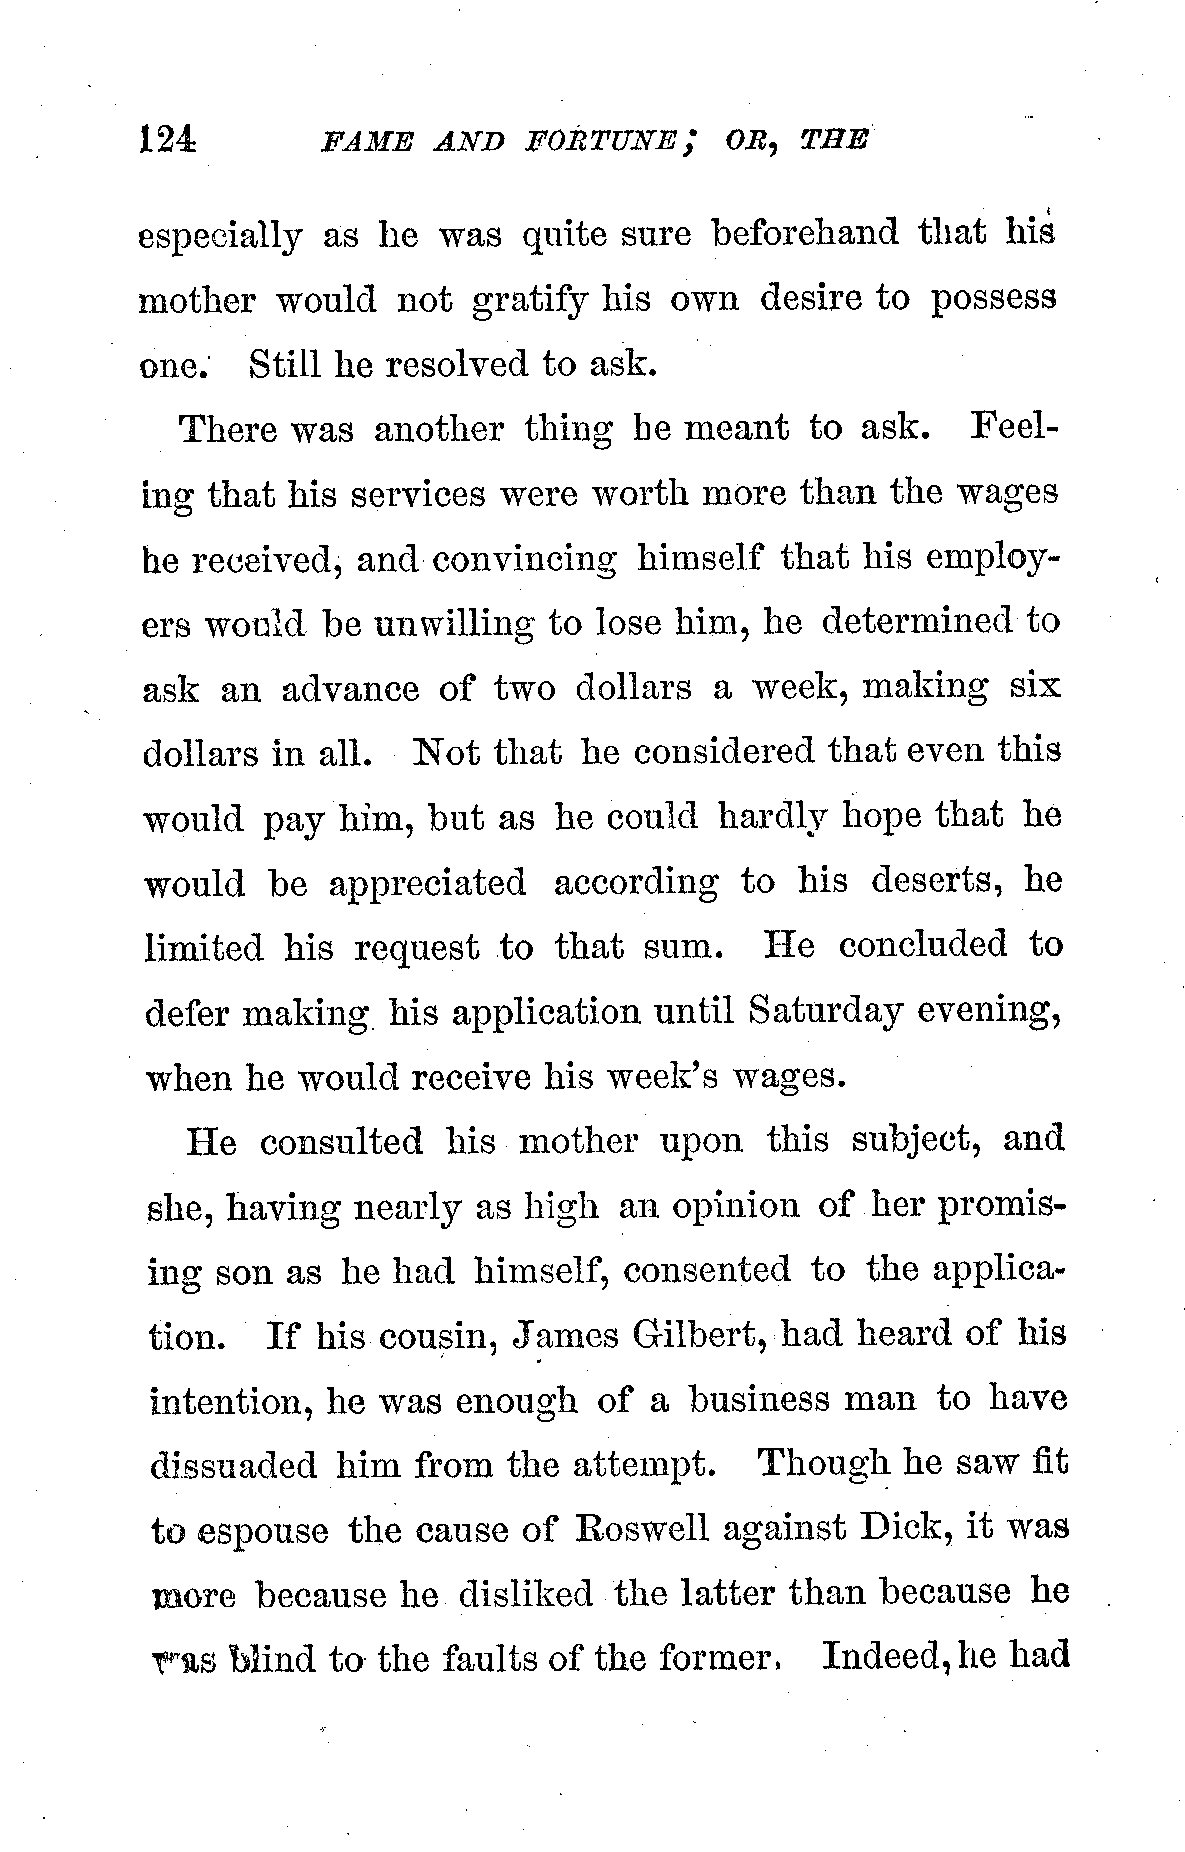 124 FAME AND FORTUNE; OR, THE
especially as he was quite sure beforehand that his
mother would not gratify his own desire to possess
one. Still he resolved to ask.
There was another thing he meant to ask. Feel-
ing that his services were worth more than the wages
he received, and convincing himself that his employ-
ers would be unwilling to lose him, he determined to
ask an advance of two dollars a week, making six
dollars in all. Not that he considered that even this
would pay him, but as he could hardly hope that he
would be appreciated according to his deserts, he
limited his request to that sum. He concluded to
defer making his application until Saturday evening,
when he would receive his week's wages.
He consulted his mother upon this subject, and
she, having nearly as high an opinion of her promis-
ing son as he had himself, consented to the applica-
tion. If his cousin, James Gilbert, had heard of his
intention, he was enough of a business man to have
dissuaded him from the attempt. Though he saw fit
to espouse the cause of Roswell against Dick, it was
more because he disliked the latter than because he
was blind to the faults of the former. Indeed, he had